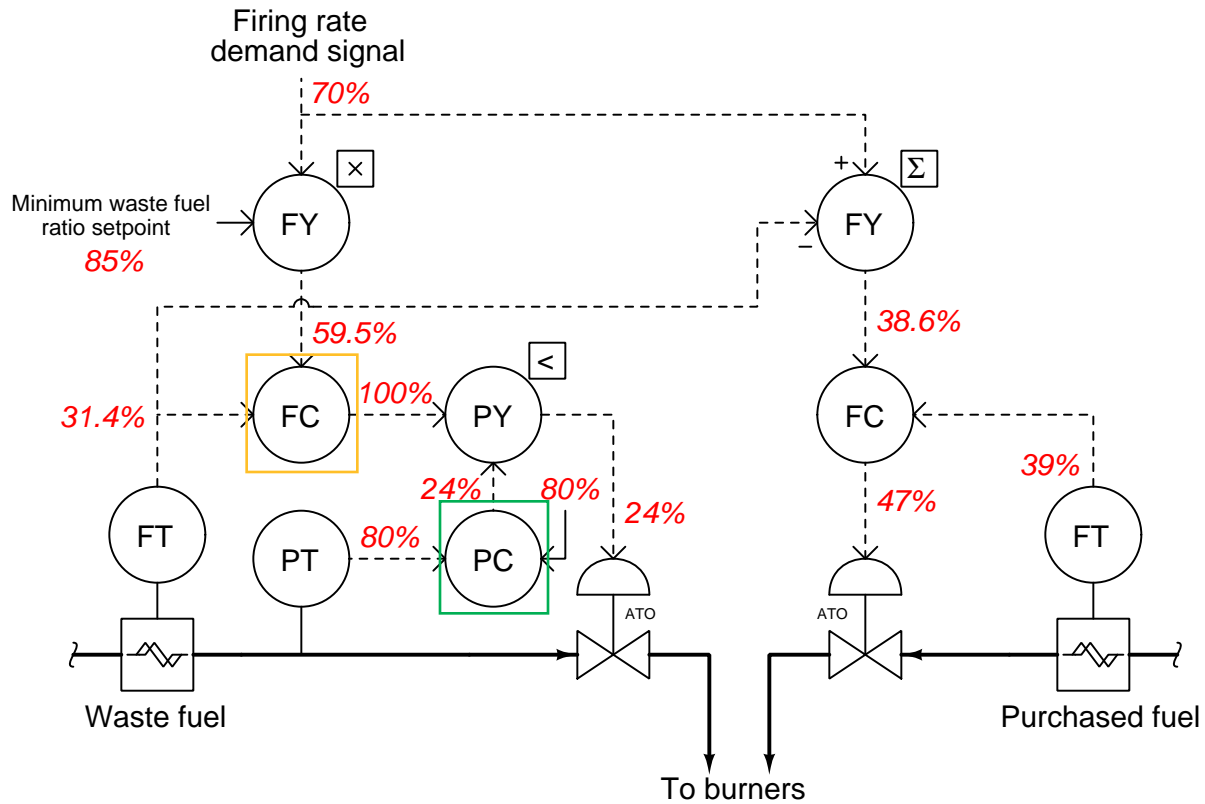 Firing rate
demand signal
70%
×
Σ
+
FY
FY
Minimum waste fuel
ratio setpoint
85%
−
59.5%
38.6%
<
31.4%
FC
100%
PY
FC
24%
80%
24%
39%
47%
FT
PT
80%
PC
FT
ATO
ATO
Waste fuel
Purchased fuel
To burners